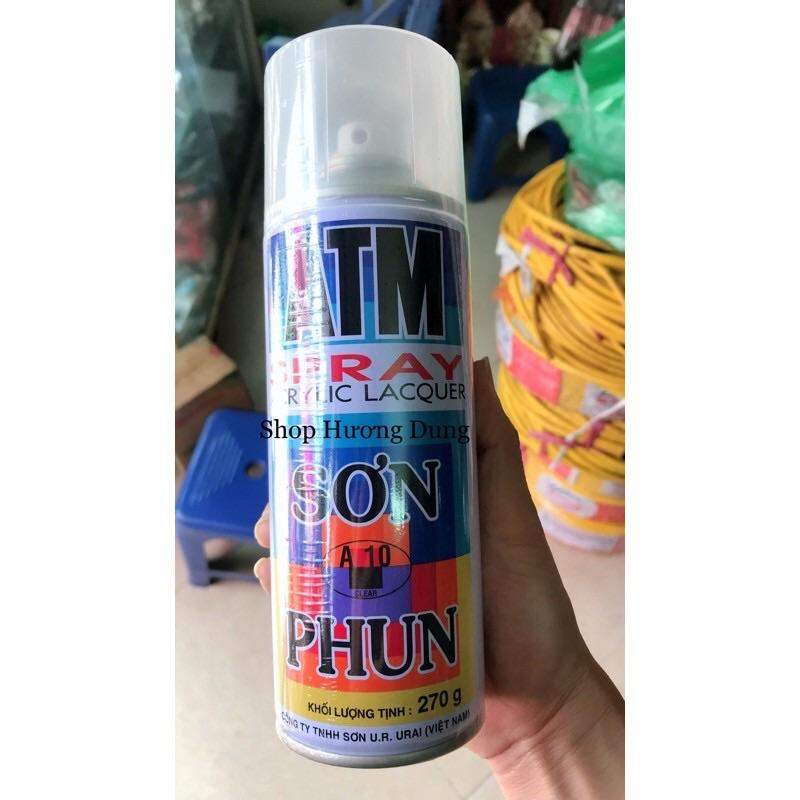 ATM
SPRAY
ACRYLIC LACQUER
Shop Hương Dung
SƠN
A 10
CLEAR
PHUN
KHỐI LƯỢNG TỊNH : 270 g
CÔNG TY TNHH SƠN U.R. URAI (VIỆT NAM)